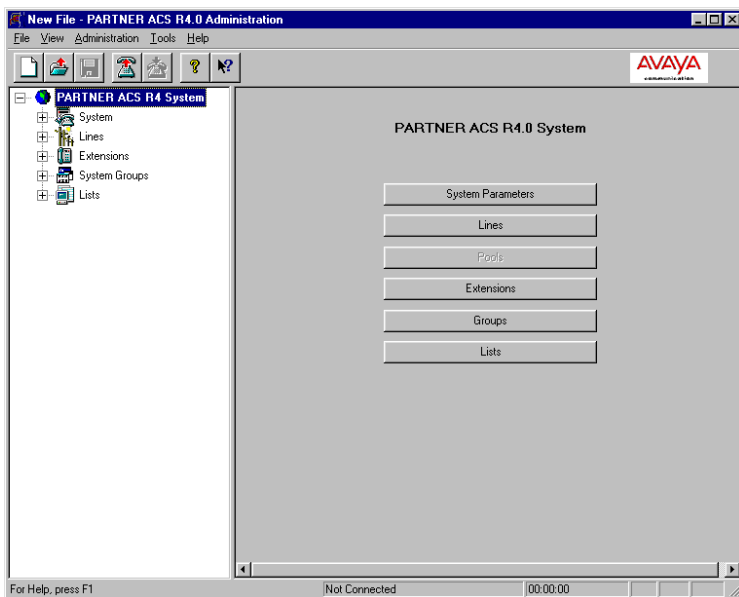 New File - PARTNER ACS R4.0 Administration
File View Administration Tools Help
AVAYA
communication
PARTNER ACS R4 System
System
Lines
Extensions
System Groups
Lists
PARTNER ACS R4.0 System
System Parameters
Lines
Pools
Extensions
Groups
Lists
For Help, press F1
Not Connected
00:00:00